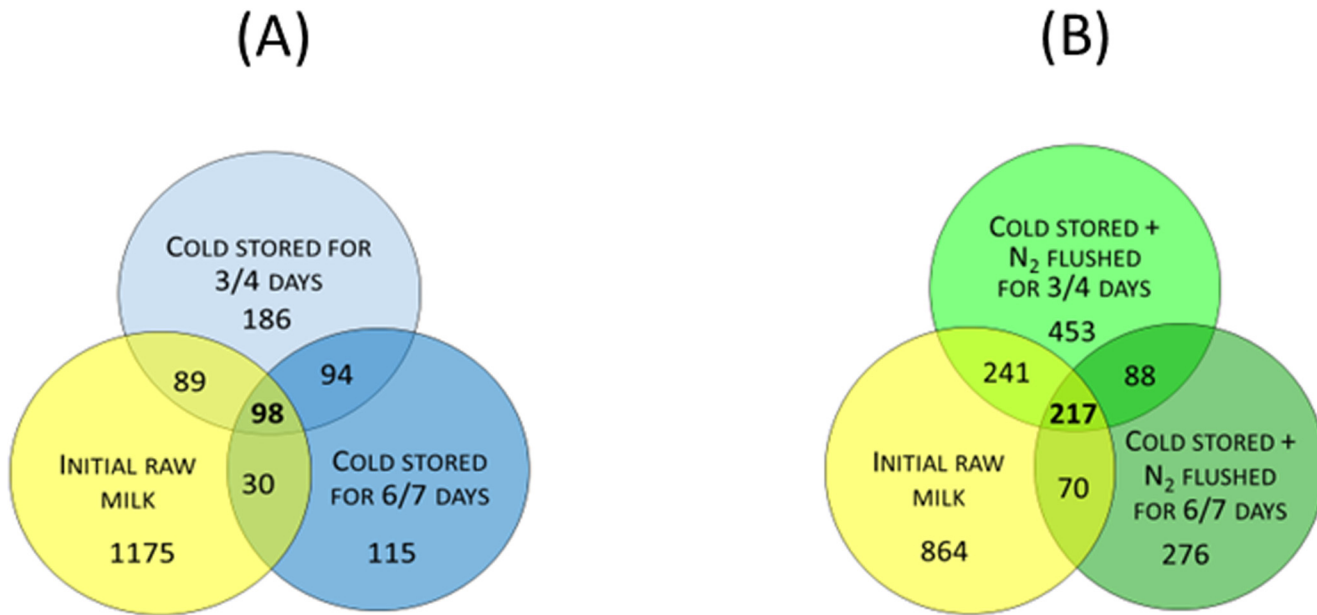 (A)
COLD STORED FOR
3/4 DAYS
186
89
94
98
INITIAL RAW
MILK
30
COLD STORED
FOR 6/7 DAYS
1175
115
(B)
COLD STORED +
N₂ FLUSHED
FOR 3/4 DAYS
453
241
88
217
INITIAL RAW
MILK
70
COLD STORED +
N₂ FLUSHED
FOR 6/7 DAYS
864
276